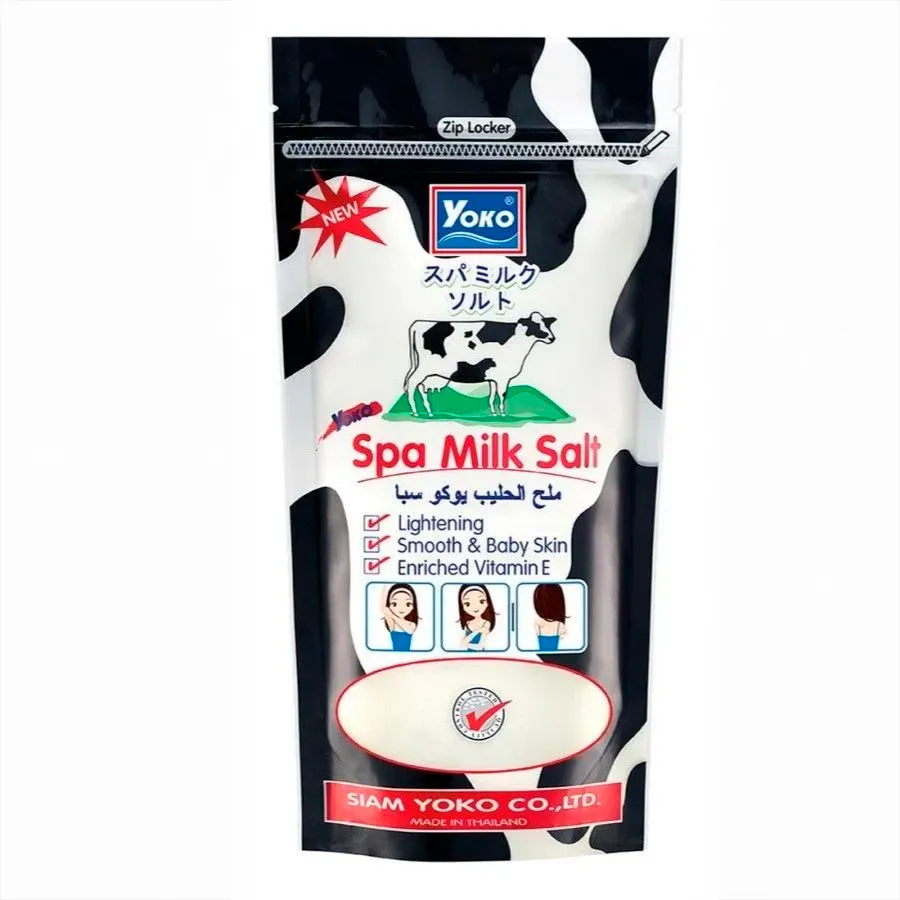 Zip Locker
NEW
YOKO®
スパミルク
ソルト
YOKO
Spa Milk Salt
ملح الحليب يوكو سبا
Lightening
Smooth & Baby Skin
Enriched Vitamin E
SIAM YOKO CO.,LTD.
MADE IN THAILAND